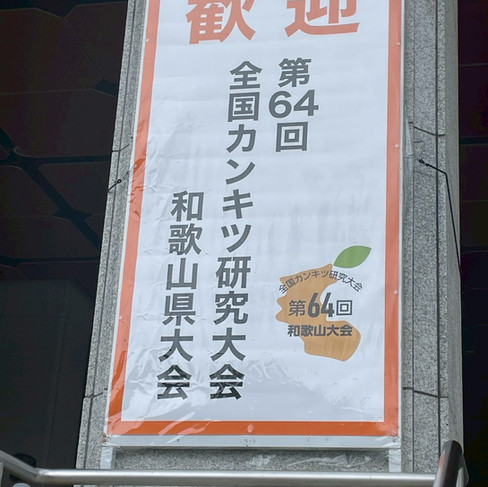 歓迎
第64回
全国カンキツ研究大会
和歌山県大会
全国カンキツ研究大会
第64回
和歌山大会